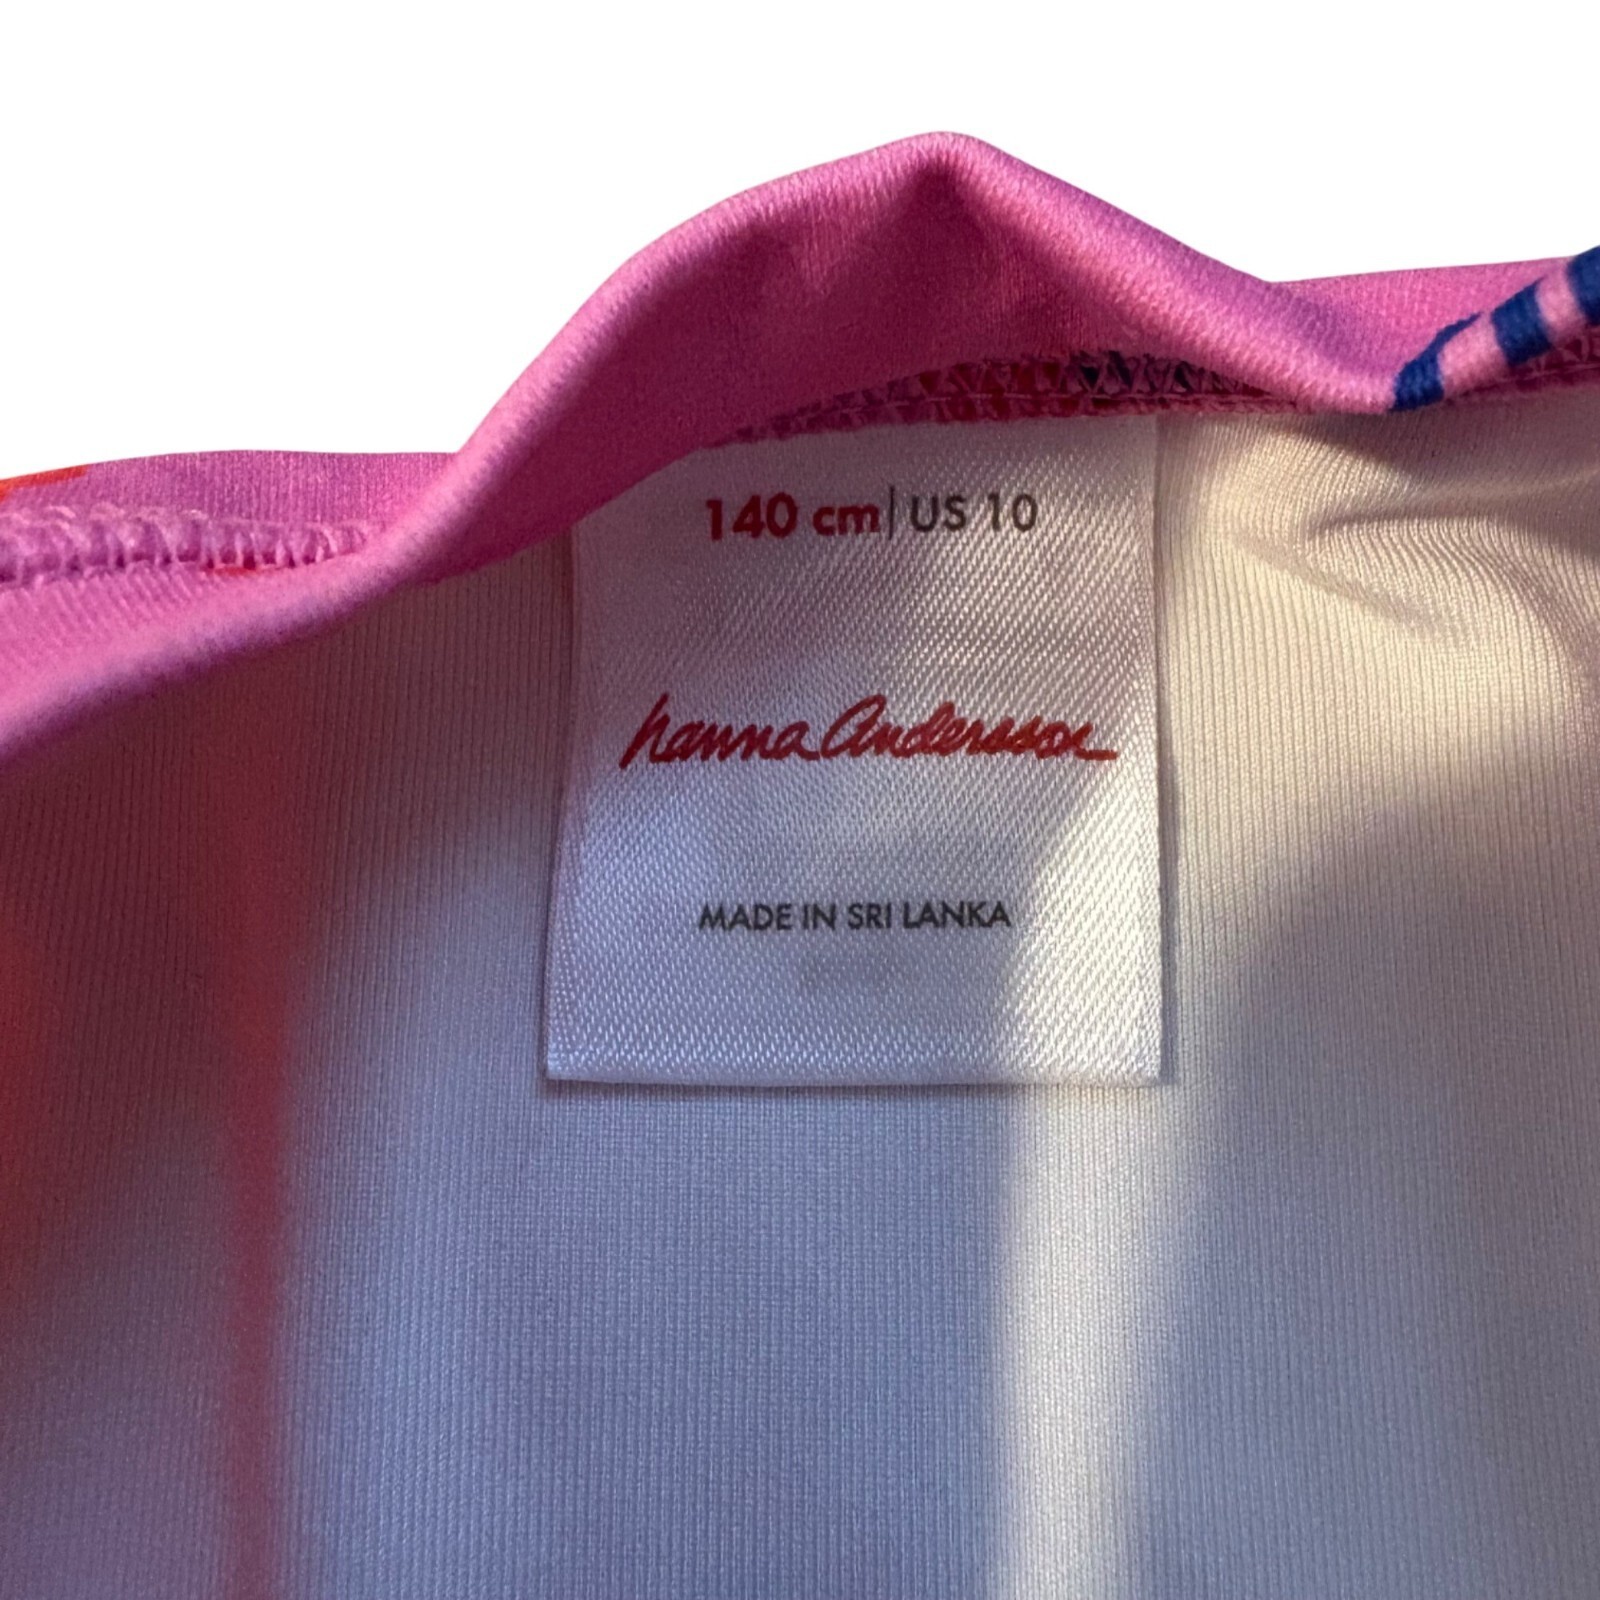 140 cm | US 10
hanna Andersson
MADE IN SRI LANKA